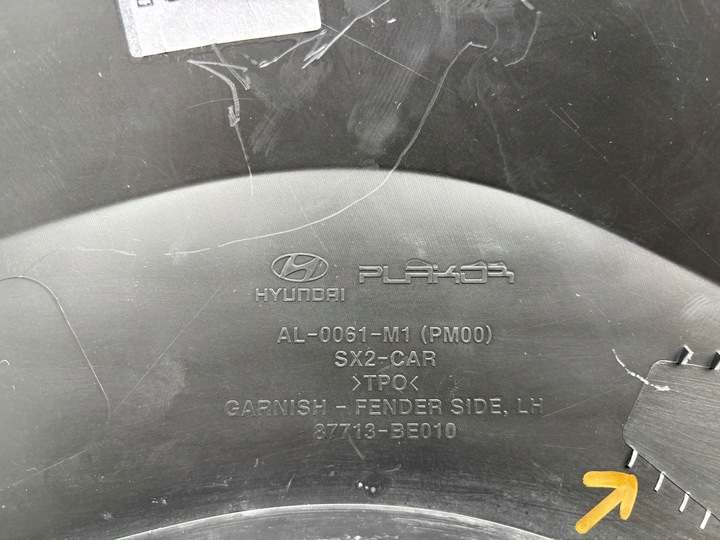 HYUNDAI
PLAKOR
AL-0061-M1 (PM00)
SX2-CAR
>TPO<
GARNISH - FENDER SIDE, LH
87713-BE010